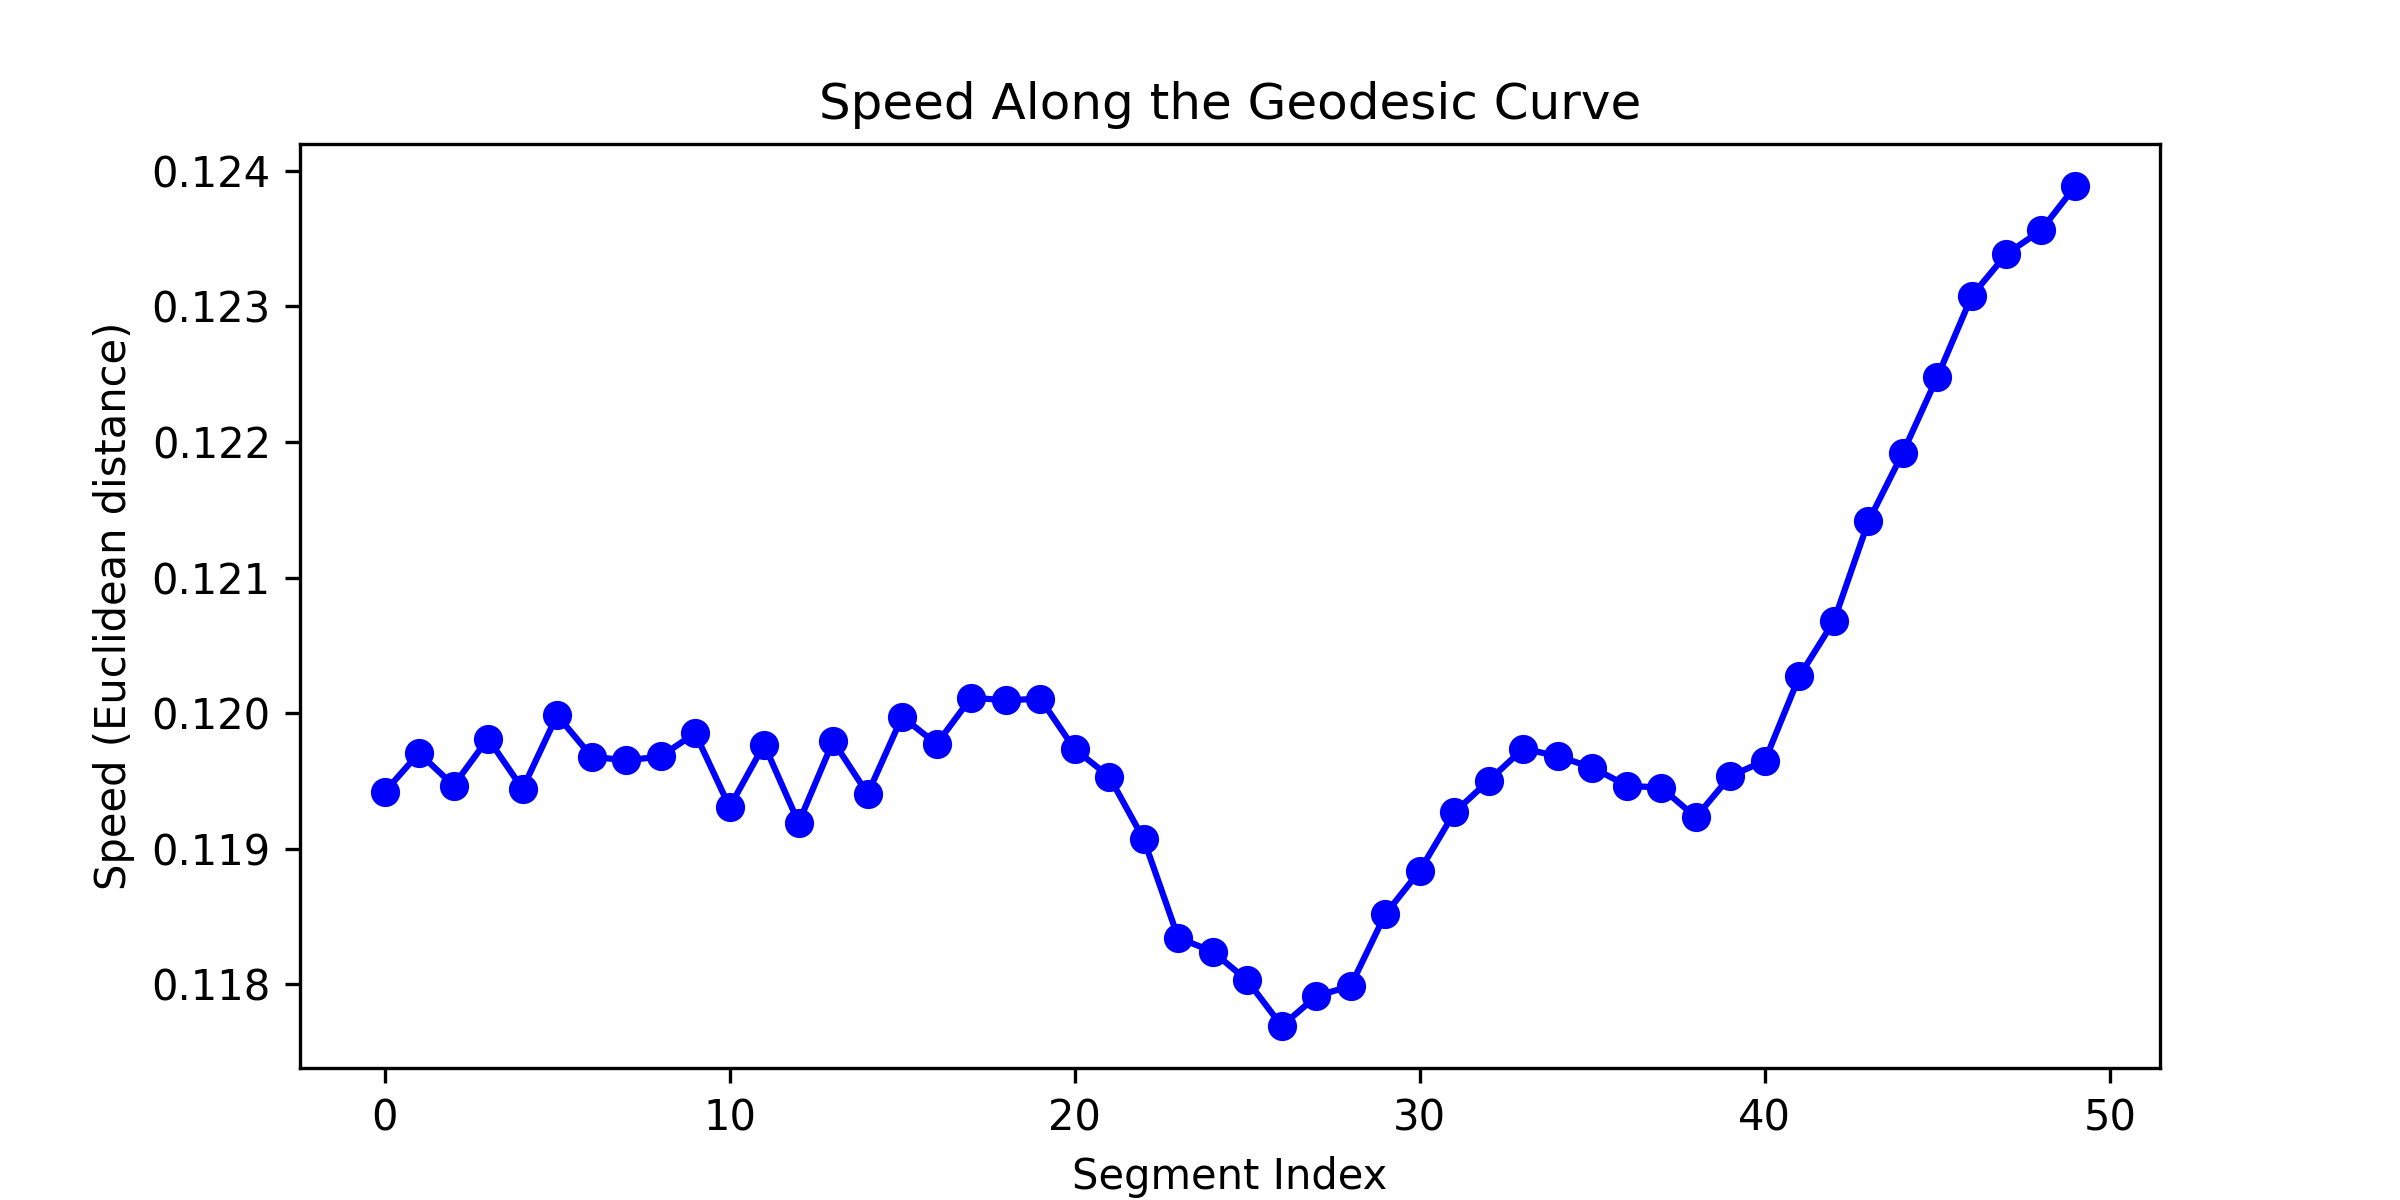 Speed Along the Geodesic Curve
Speed (Euclidean distance)
0.124
0.123
0.122
0.121
0.120
0.119
0.118
0 10 20 30 40 50
Segment Index